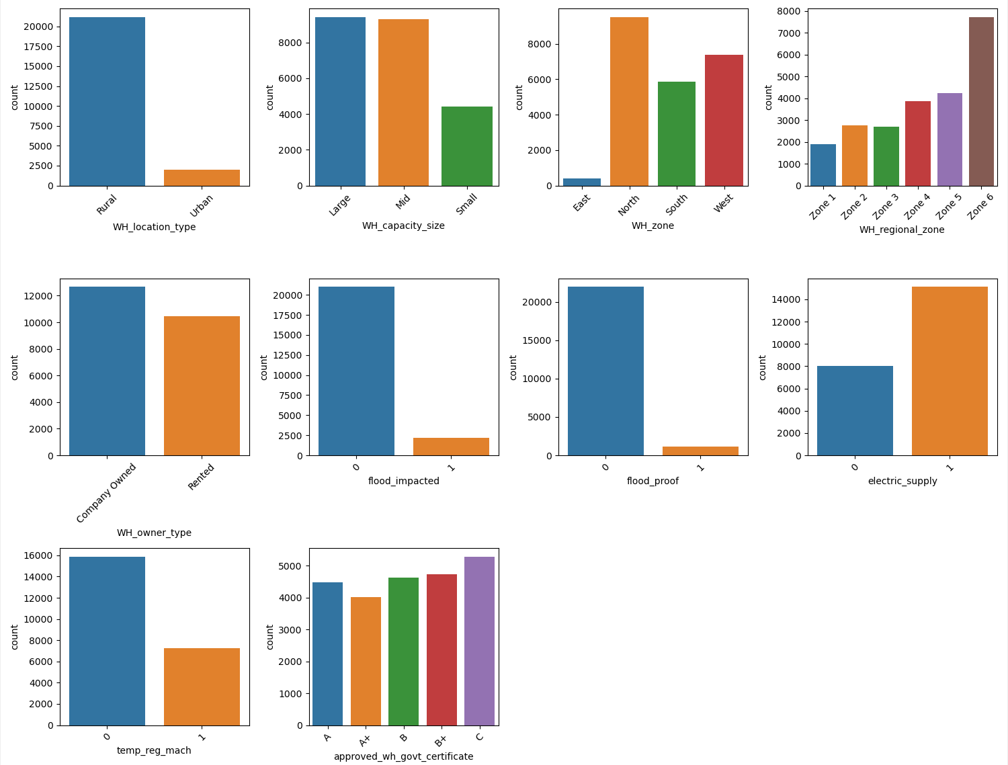 count
20000
17500
15000
12500
10000
7500
5000
2500
0
Rural
Urban
WH_location_type
count
8000
6000
4000
2000
0
Large
Mid
Small
WH_capacity_size
count
8000
6000
4000
2000
0
East
North
South
West
WH_zone
count
8000
7000
6000
5000
4000
3000
2000
1000
0
Zone 1
Zone 2
Zone 3
Zone 4
Zone 5
Zone 6
WH_regional_zone
count
12000
10000
8000
6000
4000
2000
0
Company Owned
Rented
WH_owner_type
count
20000
17500
15000
12500
10000
7500
5000
2500
0
0
1
flood_impacted
count
20000
15000
10000
5000
0
0
1
flood_proof
count
14000
12000
10000
8000
6000
4000
2000
0
0
1
electric_supply
count
16000
14000
12000
10000
8000
6000
4000
2000
0
0
1
temp_reg_mach
count
5000
4000
3000
2000
1000
0
A
A+
B
B+
C
approved_wh_govt_certificate